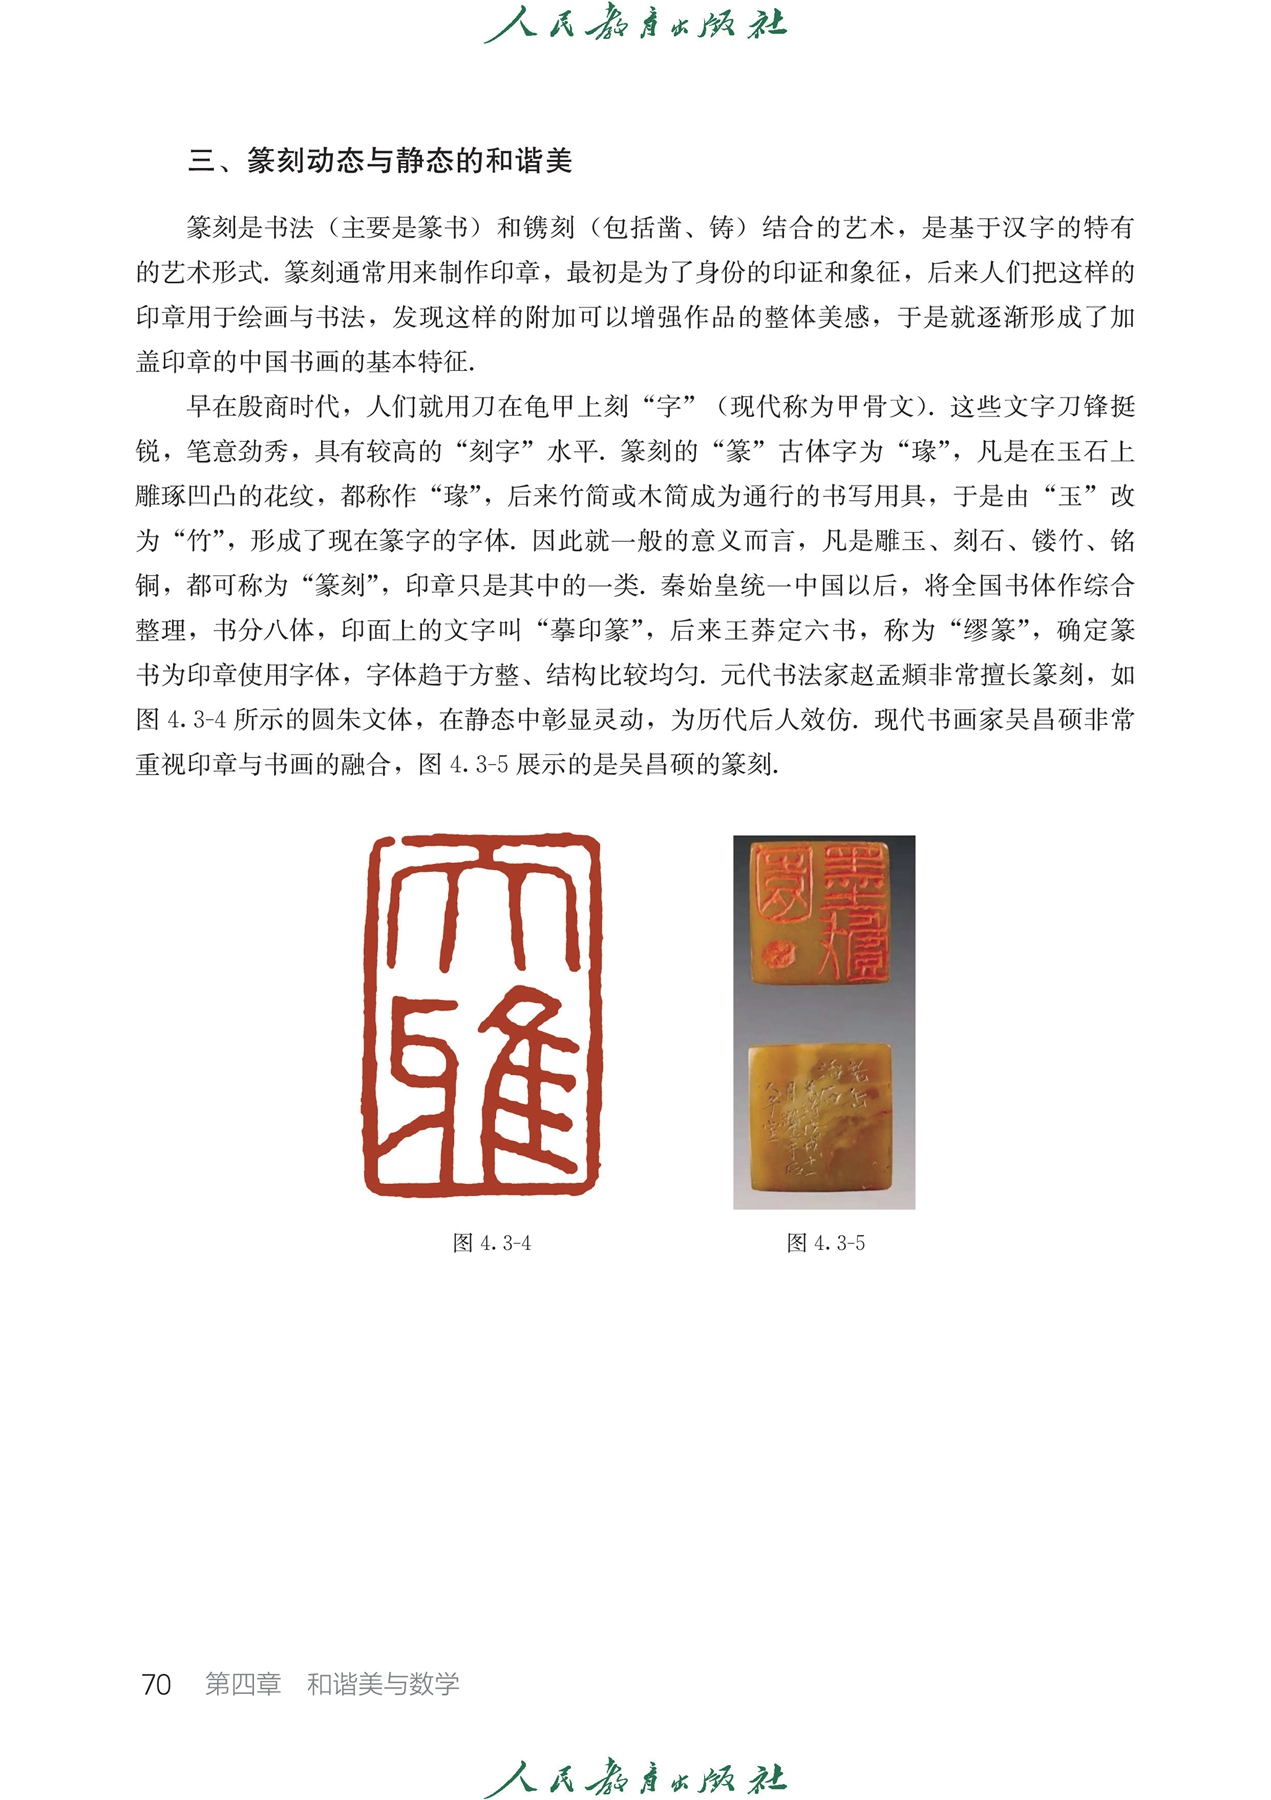 人民教育出版社
三、篆刻动态与静态的和谐美
篆刻是书法（主要是篆书）和镌刻（包括凿、铸）结合的艺术，是基于汉字的特有
的艺术形式．篆刻通常用来制作印章，最初是为了身份的印证和象征，后来人们把这样的
印章用于绘画与书法，发现这样的附加可以增强作品的整体美感，于是就逐渐形成了加
盖印章的中国书画的基本特征．
早在殷商时代，人们就用刀在龟甲上刻“字”（现代称为甲骨文）．这些文字刀锋挺
锐，笔意劲秀，具有较高的“刻字”水平．篆刻的“篆”古体字为“瑑”，凡是在玉石上
雕琢凹凸的花纹，都称作“瑑”，后来竹简或木简成为通行的书写用具，于是由“玉”改
为“竹”，形成了现在篆字的字体．因此就一般的意义而言，凡是雕玉、刻石、镂竹、铭
铜，都可称为“篆刻”，印章只是其中的一类．秦始皇统一中国以后，将全国书体作综合
整理，书分八体，印面上的文字叫“摹印篆”，后来王莽定六书，称为“缪篆”，确定篆
书为印章使用字体，字体趋于方整、结构比较均匀．元代书法家赵孟頫非常擅长篆刻，如
图 4.3-4 所示的圆朱文体，在静态中彰显灵动，为历代后人效仿．现代书画家吴昌硕非常
重视印章与书画的融合，图 4.3-5 展示的是吴昌硕的篆刻．
大雅
图 4.3-4
图 4.3-5
70 第四章 和谐美与数学
人民教育出版社